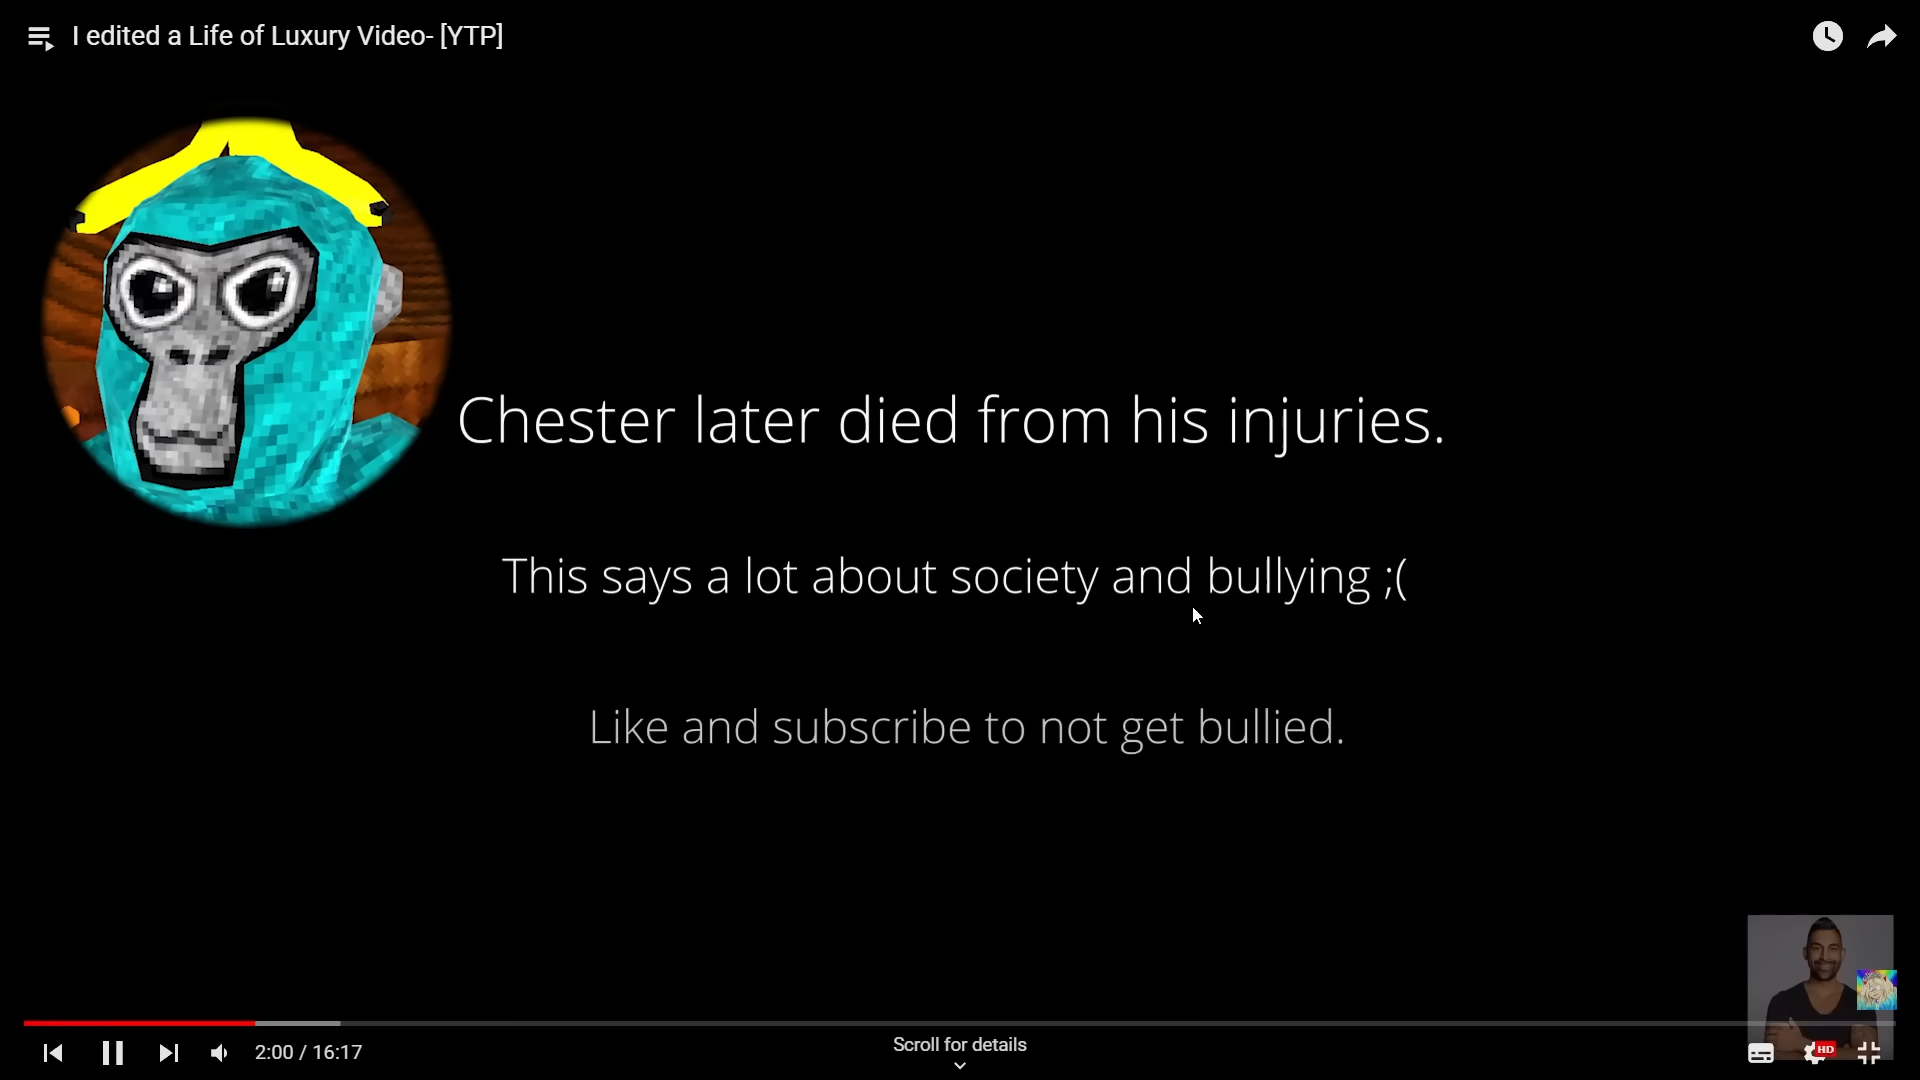 I edited a Life of Luxury Video- [YTP]
Chester later died from his injuries.
This says a lot about society and bullying ;(
Like and subscribe to not get bullied.
2:00 / 16:17
Scroll for details
HD